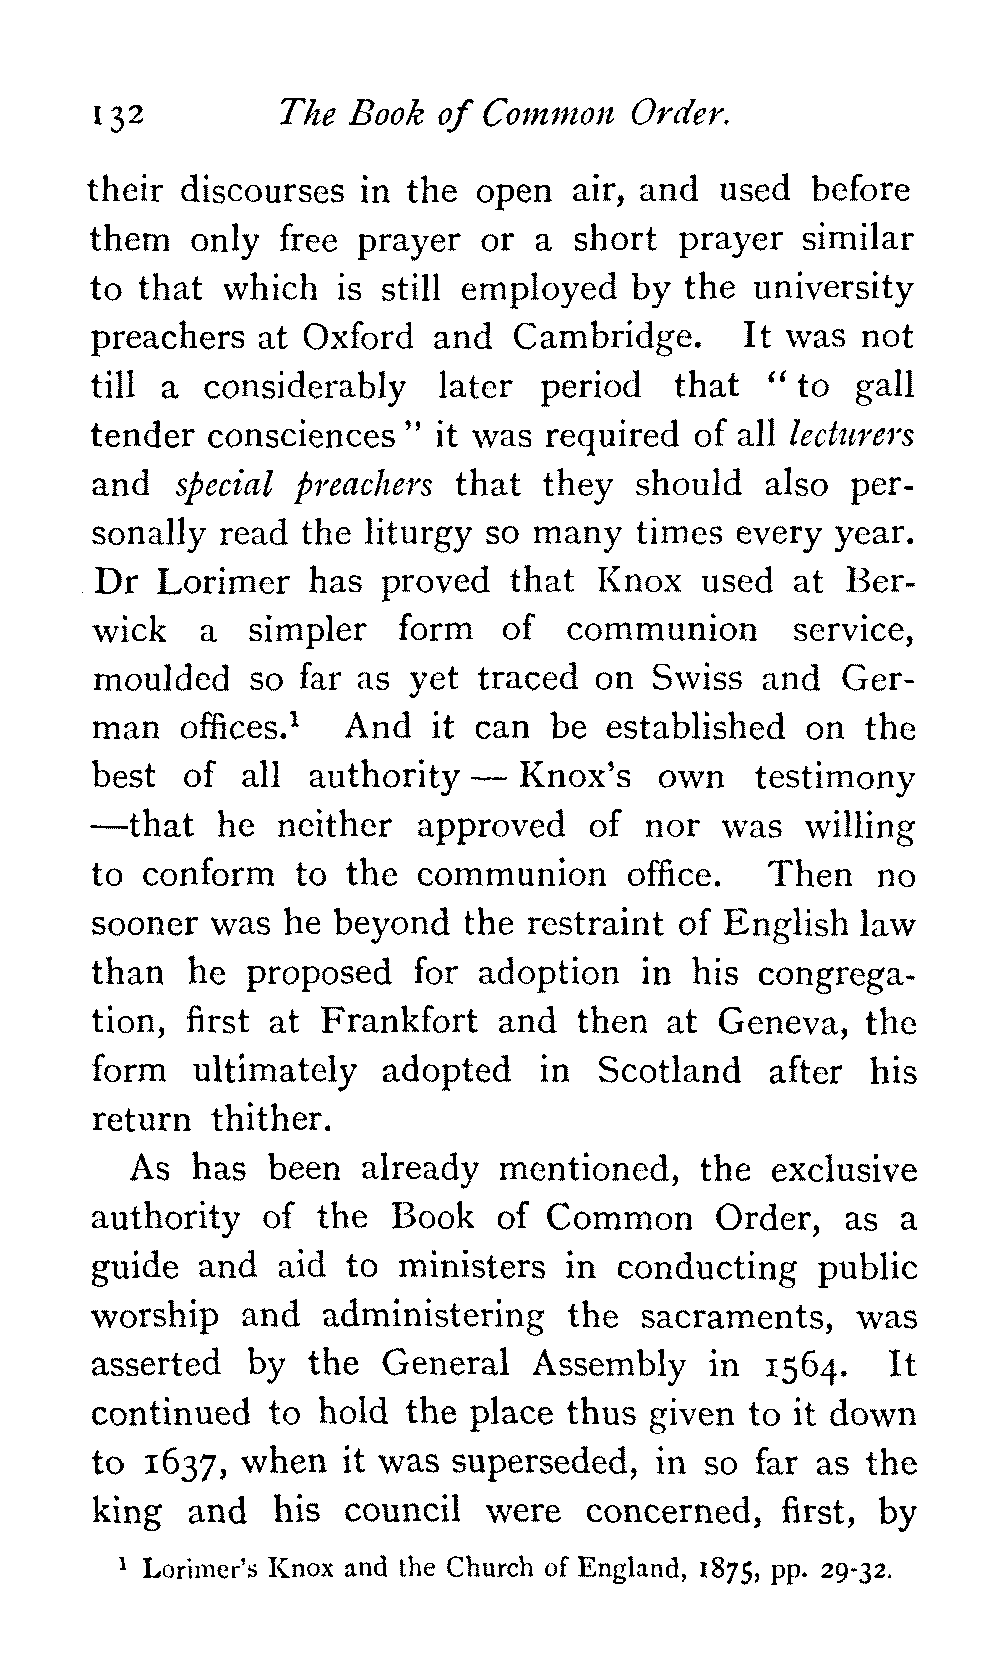 132 The Book of Common Order.
their discourses in the open air, and used before
them only free prayer or a short prayer similar
to that which is still employed by the university
preachers at Oxford and Cambridge. It was not
till a considerably later period that " to gall
tender consciences " it was required of all lecturers
and special preachers that they should also per-
sonally read the liturgy so many times every year.
Dr Lorimer has proved that Knox used at Ber-
wick a simpler form of communion service,
moulded so far as yet traced on Swiss and Ger-
man offices.¹ And it can be established on the
best of all authority — Knox's own testimony
—that he neither approved of nor was willing
to conform to the communion office. Then no
sooner was he beyond the restraint of English law
than he proposed for adoption in his congrega-
tion, first at Frankfort and then at Geneva, the
form ultimately adopted in Scotland after his
return thither.
As has been already mentioned, the exclusive
authority of the Book of Common Order, as a
guide and aid to ministers in conducting public
worship and administering the sacraments, was
asserted by the General Assembly in 1564. It
continued to hold the place thus given to it down
to 1637, when it was superseded, in so far as the
king and his council were concerned, first, by
¹ Lorimer's Knox and the Church of England, 1875, pp. 29-32.